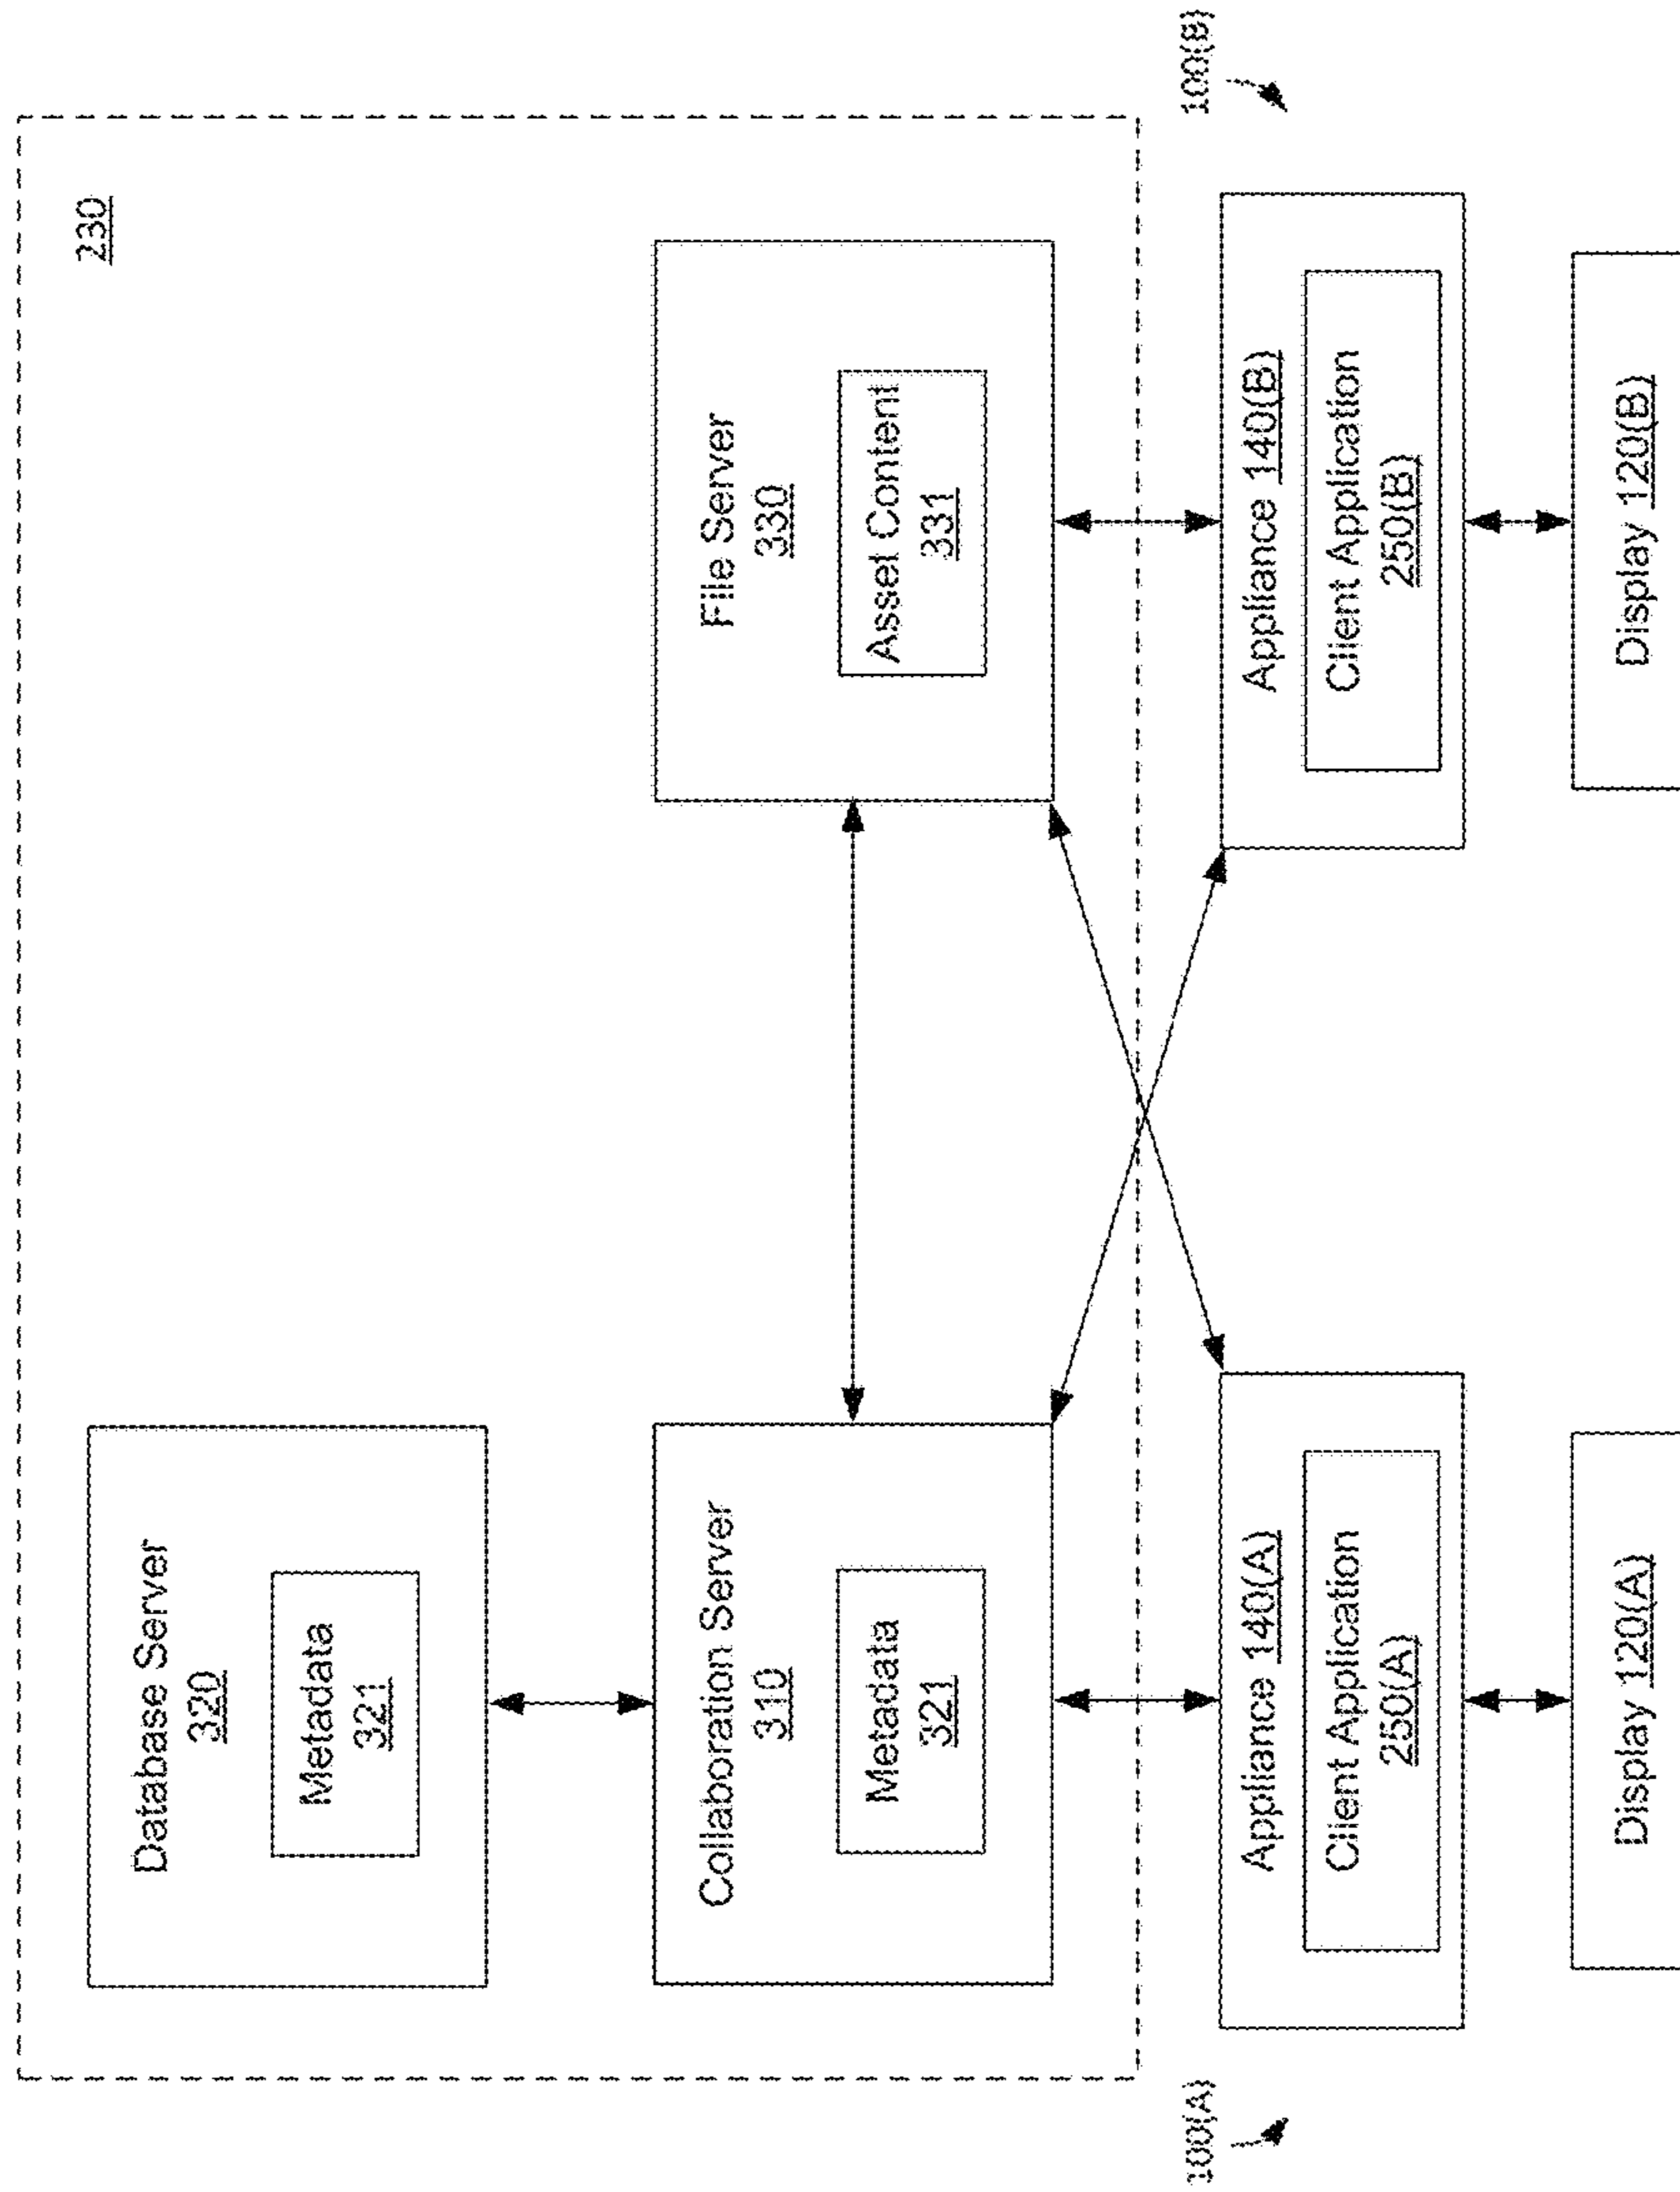 230
Database Server
320
Metadata
321
Collaboration Server
310
Metadata
321
File Server
330
Asset Content
331
100(A)
Appliance 140(A)
Client Application
250(A)
Display 120(A)
100(B)
Appliance 140(B)
Client Application
250(B)
Display 120(B)